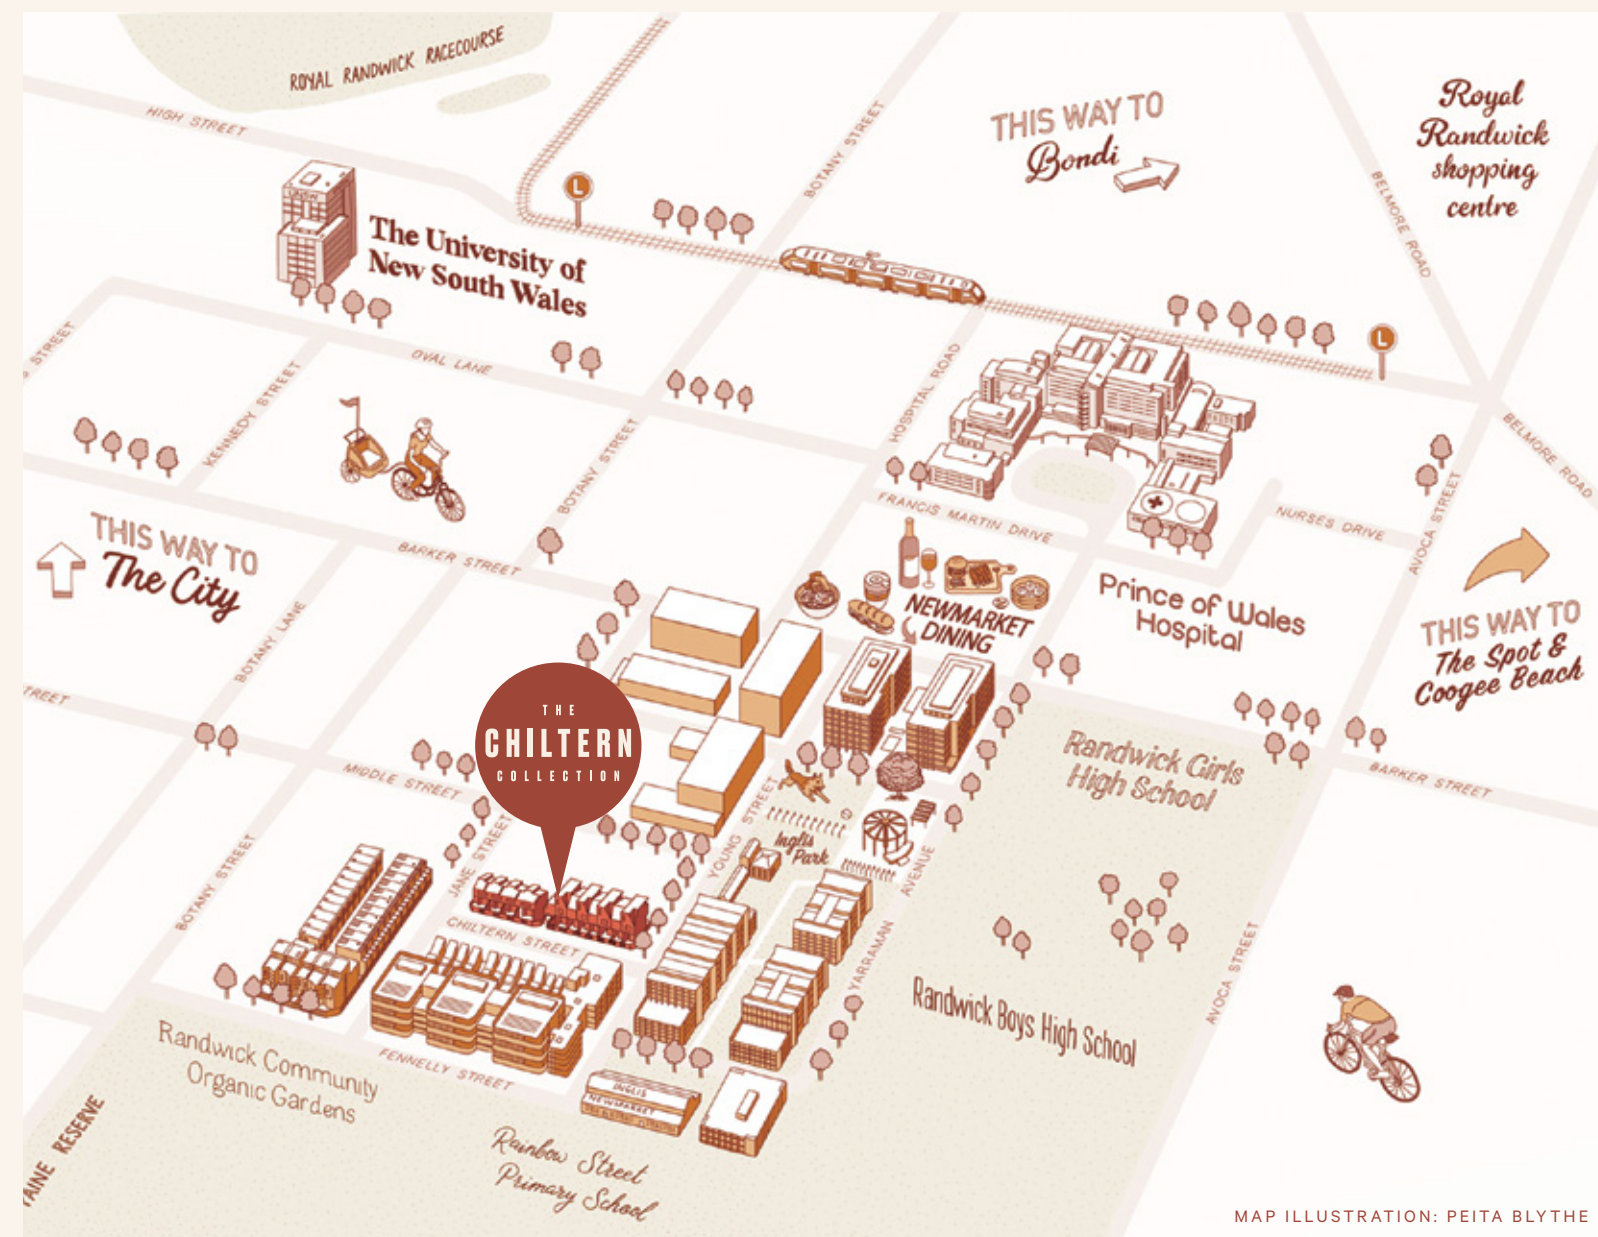 ROYAL RANDWICK RACECOURSE
HIGH STREET
BOTANY STREET
THIS WAY TO
Bondi
Royal
Randwick
shopping
centre
BELMORE ROAD
L
The University of
New South Wales
STREET
OVAL LANE
KENNEDY STREET
HOSPITAL ROAD
L
BELMORE ROAD
BOTANY STREET
AVOCA STREET
FRANCIS MARTIN DRIVE
NURSES DRIVE
THIS WAY TO
The City
BARKER STREET
NEWMARKET
DINING
Prince of Wales
Hospital
THIS WAY TO
The Spot &
Coogee Beach
BOTANY LANE
THE
CHILTERN
COLLECTION
MIDDLE STREET
Randwick Girls
High School
BARKER STREET
JANE STREET
YOUNG STREET
Inglis
Park
BOTANY STREET
CHILTERN STREET
YARRAMAN AVENUE
AVOCA STREET
Randwick Boys High School
Randwick Community
Organic Gardens
FENNELLY STREET
INGLIS
NEWMARKET
Rainbow Street
Primary School
RESERVE
MAP ILLUSTRATION: PEITA BLYTHE